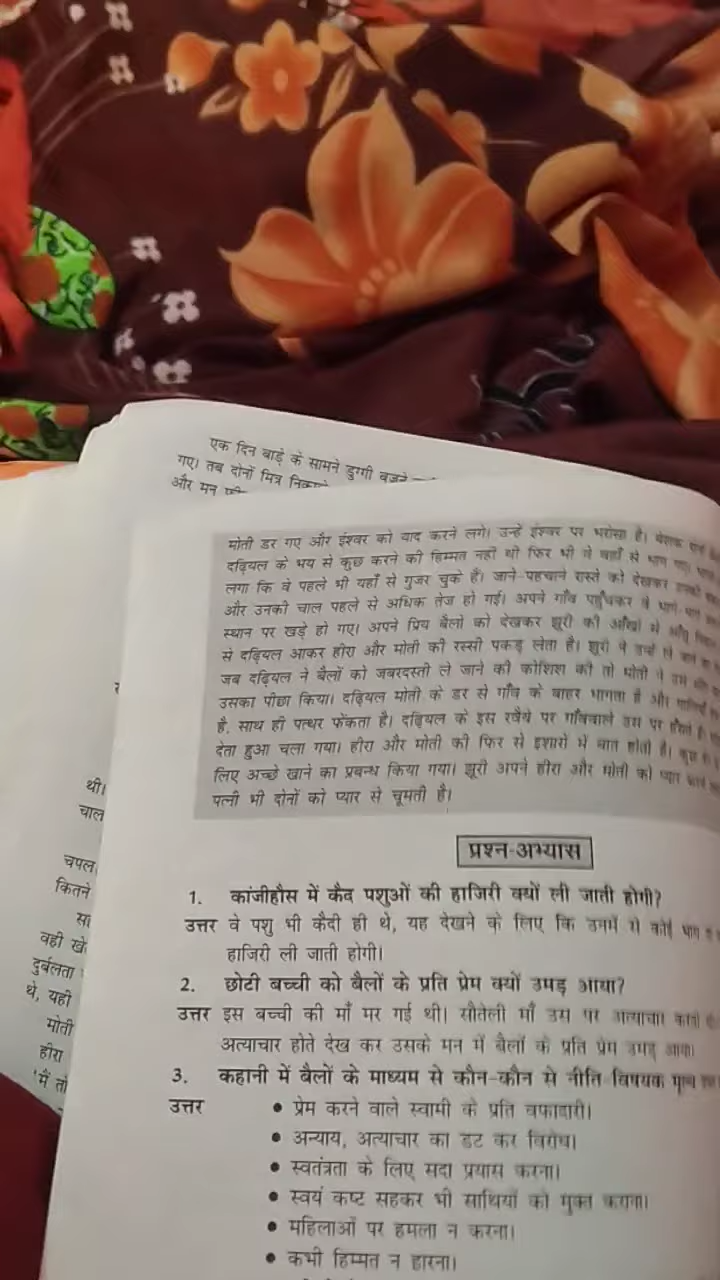 एक दिन बाड़े के सामने डुग्गी बजने
गए। तब दोनों मित्र
और मन
मोती डर गए और ईश्वर को याद करने लगे। उन्हें ईश्वर पर भरोसा है।
दढ़ियल के भय से कुछ करने की हिम्मत नहीं थी फिर भी वे वहाँ से भाग गए।
लगा कि वे पहले भी यहाँ से गुजर चुके हैं। जाने-पहचाने रास्ते को देखकर उनकी
और उनकी चाल पहले से अधिक तेज हो गई। अपने गाँव पहुँचकर वे भागे-भागे
स्थान पर खड़े हो गए। अपने प्रिय बैलों को देखकर झूरी की आँखों से आँसू
से दढ़ियल आकर हीरा और मोती की रस्सी पकड़ लेता है। झूरी ने उन्हें ले जाने
जब दढ़ियल ने बैलों को जबरदस्ती ले जाने की कोशिश की तो मोती ने उसे
उसका पीछा किया। दढ़ियल मोती के डर से गाँव के बाहर भागता है और गालियाँ
है, साथ ही पत्थर फेंकता है। दढ़ियल के इस रवैये पर गाँववाले उस पर हँसते हैं।
देता हुआ चला गया। हीरा और मोती की फिर से इशारों में बात होती है। कुछ
लिए अच्छे खाने का प्रबन्ध किया गया। झूरी अपने हीरा और मोती को प्यार
पत्नी भी दोनों को प्यार से चूमती है।
थी।
चाल
चपल
कितने
वही
दुर्बलता
थे, यही
मोती
हीरा
'मैं तो
प्रश्न-अभ्यास
1. कांजीहौस में कैद पशुओं की हाजिरी क्यों ली जाती होगी?
उत्तर वे पशु भी कैदी ही थे, यह देखने के लिए कि उनमें से कोई भाग
हाजिरी ली जाती होगी।
2. छोटी बच्ची को बैलों के प्रति प्रेम क्यों उमड़ आया?
उत्तर इस बच्ची की माँ मर गई थी। सौतेली माँ उस पर अत्याचार करती
अत्याचार होते देख कर उसके मन में बैलों के प्रति प्रेम उमड़ आया।
3. कहानी में बैलों के माध्यम से कौन-कौन से नीति-विषयक मूल्य
उत्तर • प्रेम करने वाले स्वामी के प्रति वफादारी।
• अन्याय, अत्याचार का डट कर विरोध।
• स्वतंत्रता के लिए सदा प्रयास करना।
• स्वयं कष्ट सहकर भी साथियों को मुक्त कराना।
• महिलाओं पर हमला न करना।
• कभी हिम्मत न हारना।